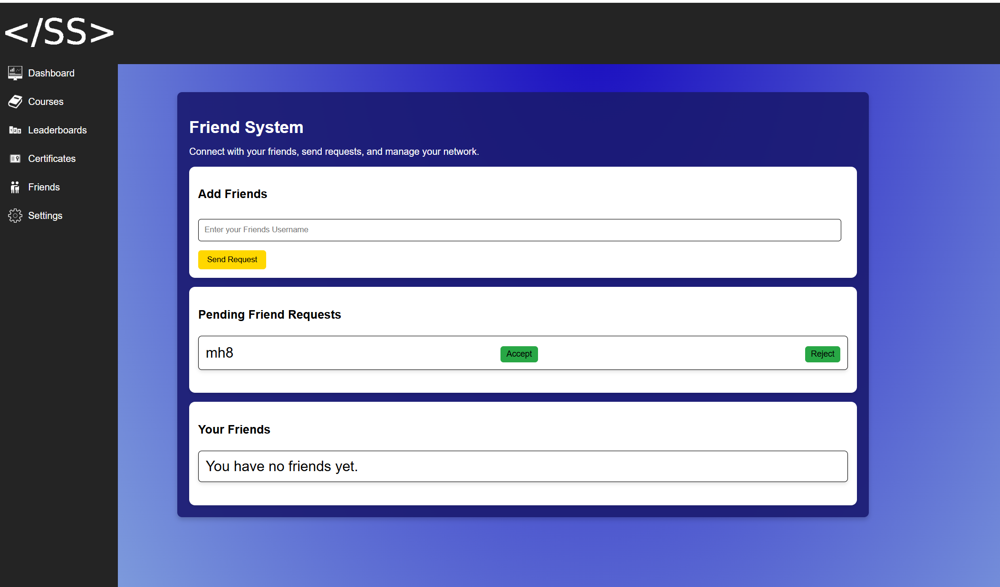 </SS>
Dashboard
Courses
Leaderboards
Certificates
Friends
Settings
Friend System
Connect with your friends, send requests, and manage your network.
Add Friends
Enter your Friends Username
Send Request
Pending Friend Requests
mh8 Accept Reject
Your Friends
You have no friends yet.